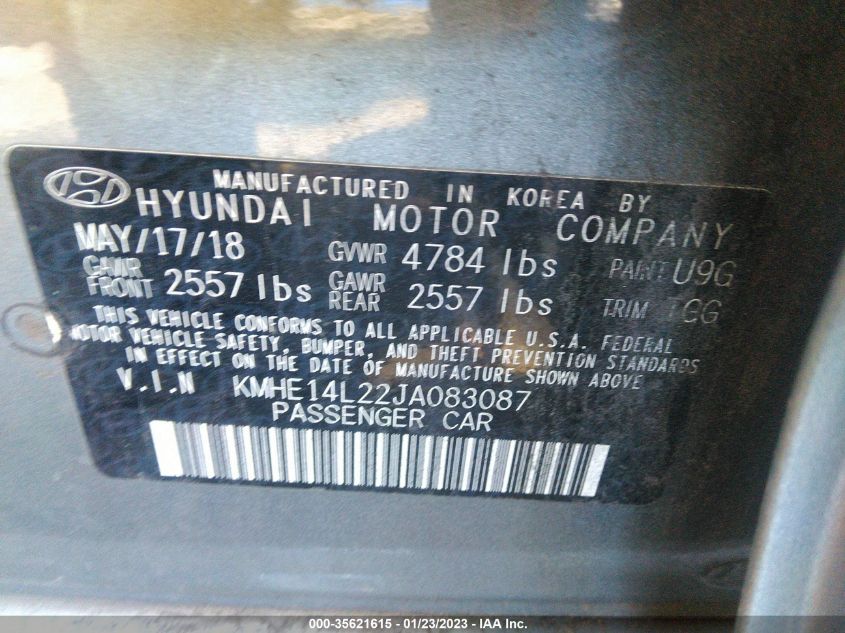 MANUFACTURED IN KOREA BY
HYUNDAI MOTOR COMPANY
MAY/17/18 GVWR 4784 lbs PAINT U9G
GAWR FRONT 2557 lbs GAWR REAR 2557 lbs TRIM TGG
THIS VEHICLE CONFORMS TO ALL APPLICABLE U.S.A. FEDERAL
MOTOR VEHICLE SAFETY, BUMPER, AND THEFT PREVENTION STANDARDS
IN EFFECT ON THE DATE OF MANUFACTURE SHOWN ABOVE
V.I.N KMHE14L22JA083087
PASSENGER CAR
000-35621615 - 01/23/2023 - IAA Inc.